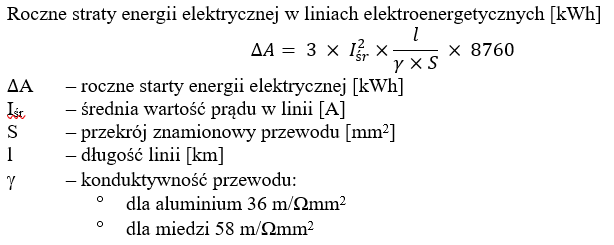 Roczne straty energii elektrycznej w liniach elektroenergetycznych [kWh]
ΔA = 3 × I²śr × l / (γ × S) × 8760
ΔA – roczne starty energii elektrycznej [kWh]
Iśr – średnia wartość prądu w linii [A]
S – przekrój znamionowy przewodu [mm²]
l – długość linii [km]
γ – konduktywność przewodu:
° dla aluminium 36 m/Ωmm²
° dla miedzi 58 m/Ωmm²